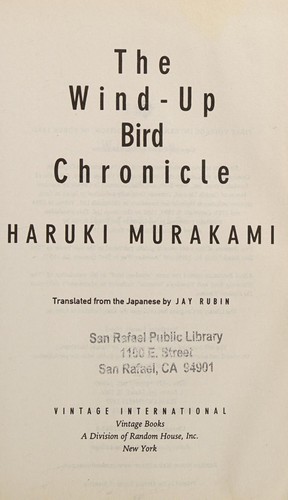 The
Wind-Up
Bird
Chronicle
HARUKI MURAKAMI
Translated from the Japanese by JAY RUBIN
San Rafael Public Library
1100 E. Street
San Rafael, CA 94901
VINTAGE INTERNATIONAL
Vintage Books
A Division of Random House, Inc.
New York